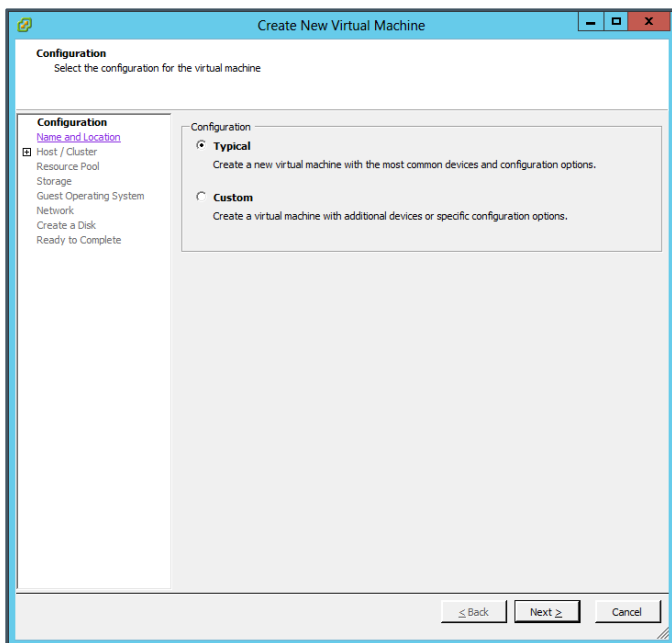 Create New Virtual Machine
Configuration
Select the configuration for the virtual machine
Configuration
Name and Location
Host / Cluster
Resource Pool
Storage
Guest Operating System
Network
Create a Disk
Ready to Complete
Configuration
Typical
Create a new virtual machine with the most common devices and configuration options.
Custom
Create a virtual machine with additional devices or specific configuration options.
< Back
Next >
Cancel